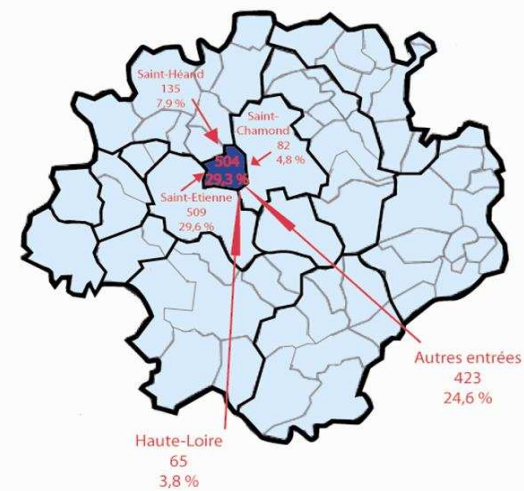 Saint-Héand
135
7,9 %
Saint-
Chamond
82
4,8 %
504
29,3 %
Saint-Etienne
509
29,6 %
Autres entrées
423
24,6 %
Haute-Loire
65
3,8 %